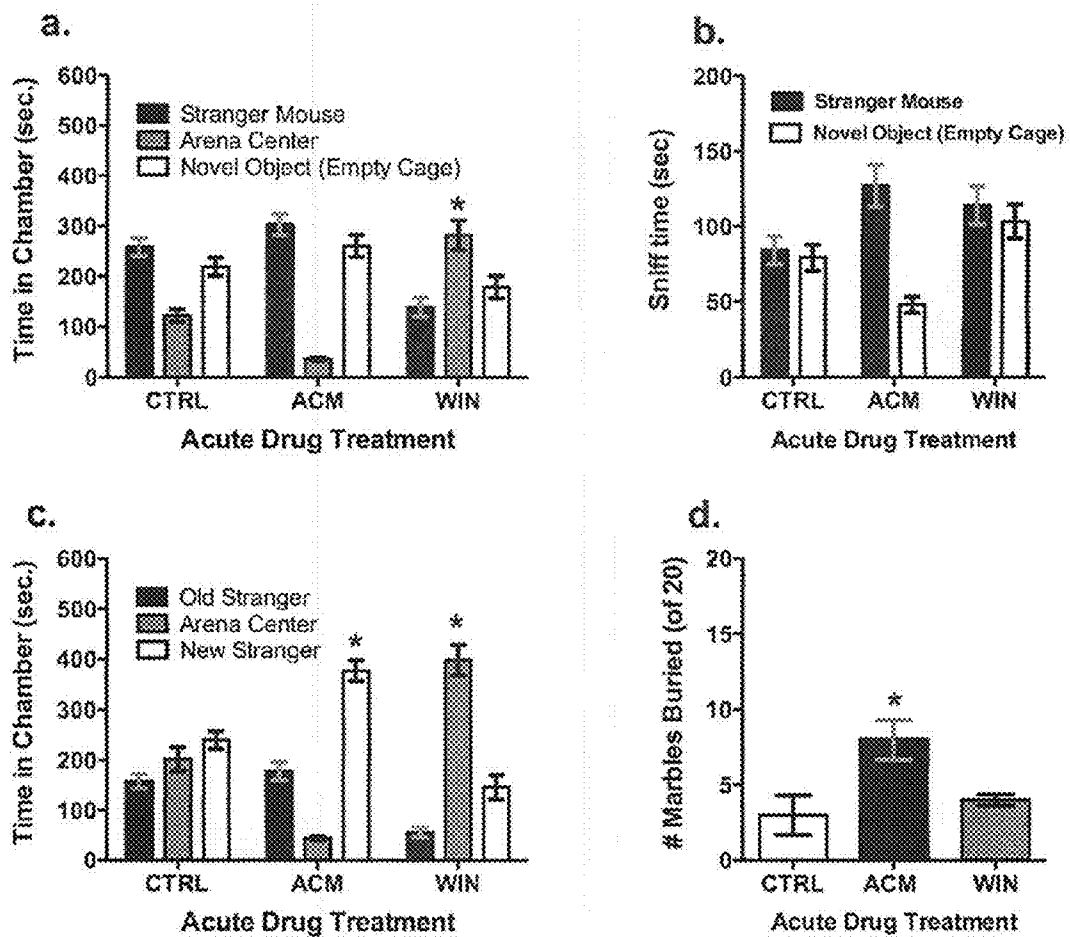 a.
600
500
400
300
200
100
0
Time in Chamber (sec.)
Stranger Mouse
Arena Center
Novel Object (Empty Cage)
*
CTRL ACM WIN
Acute Drug Treatment
b.
200
150
100
50
0
Sniff time (sec)
Stranger Mouse
Novel Object (Empty Cage)
CTRL ACM WIN
Acute Drug Treatment
c.
600
500
400
300
200
100
0
Time in Chamber (sec.)
Old Stranger
Arena Center
New Stranger
* *
CTRL ACM WIN
Acute Drug Treatment
d.
20
15
10
5
0
# Marbles Buried (of 20)
*
CTRL ACM WIN
Acute Drug Treatment